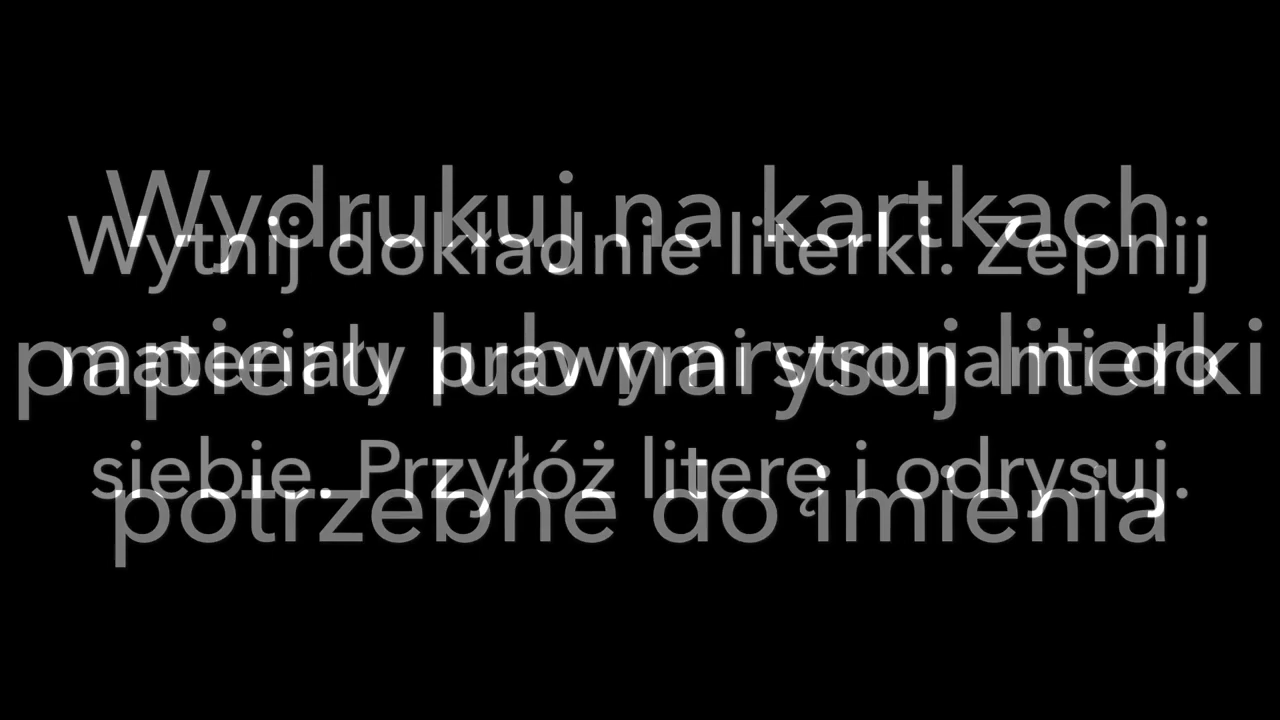 Wydrukuj na kartkach
papieru lub narysuj literki
potrzebne do imienia
Wytnij dokładnie literki. Zepnij
materiały prawymi stronami do
siebie. Przyłóż literę i odrysuj.